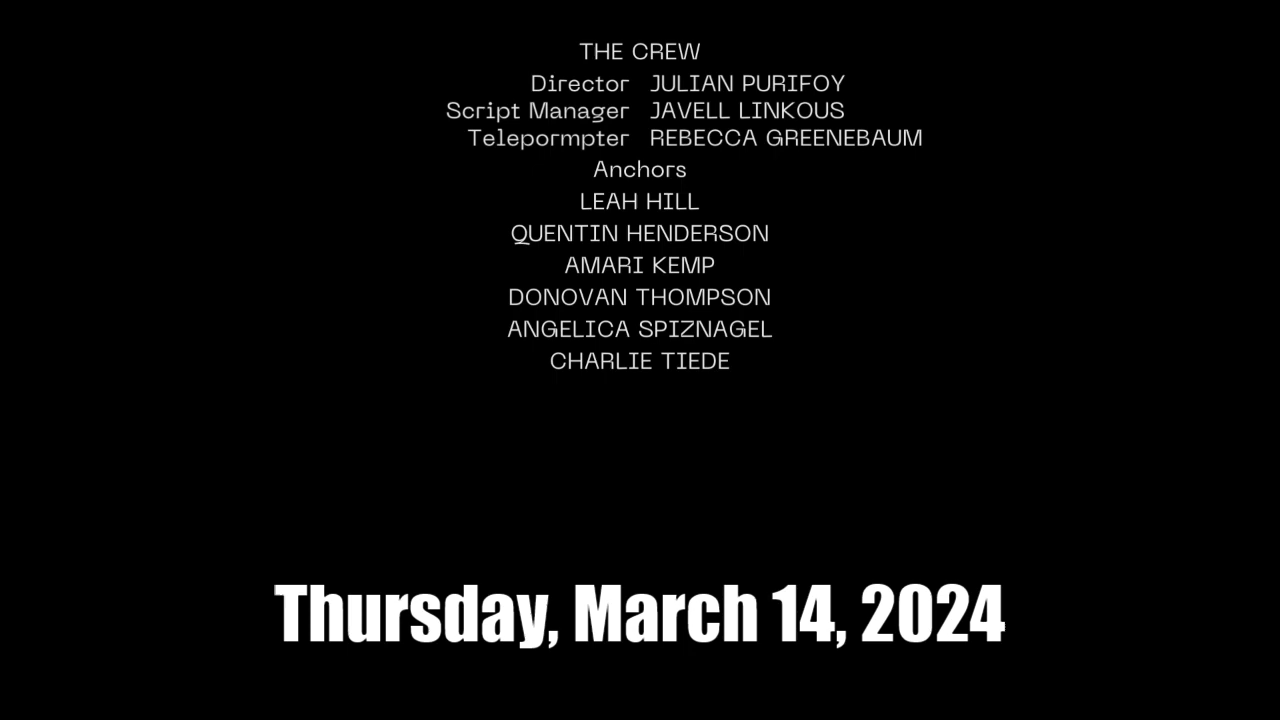 THE CREW
Director JULIAN PURIFOY
Script Manager JAVELL LINKOUS
Telepormpter REBECCA GREENEBAUM
Anchors
LEAH HILL
QUENTIN HENDERSON
AMARI KEMP
DONOVAN THOMPSON
ANGELICA SPIZNAGEL
CHARLIE TIEDE
Thursday, March 14, 2024